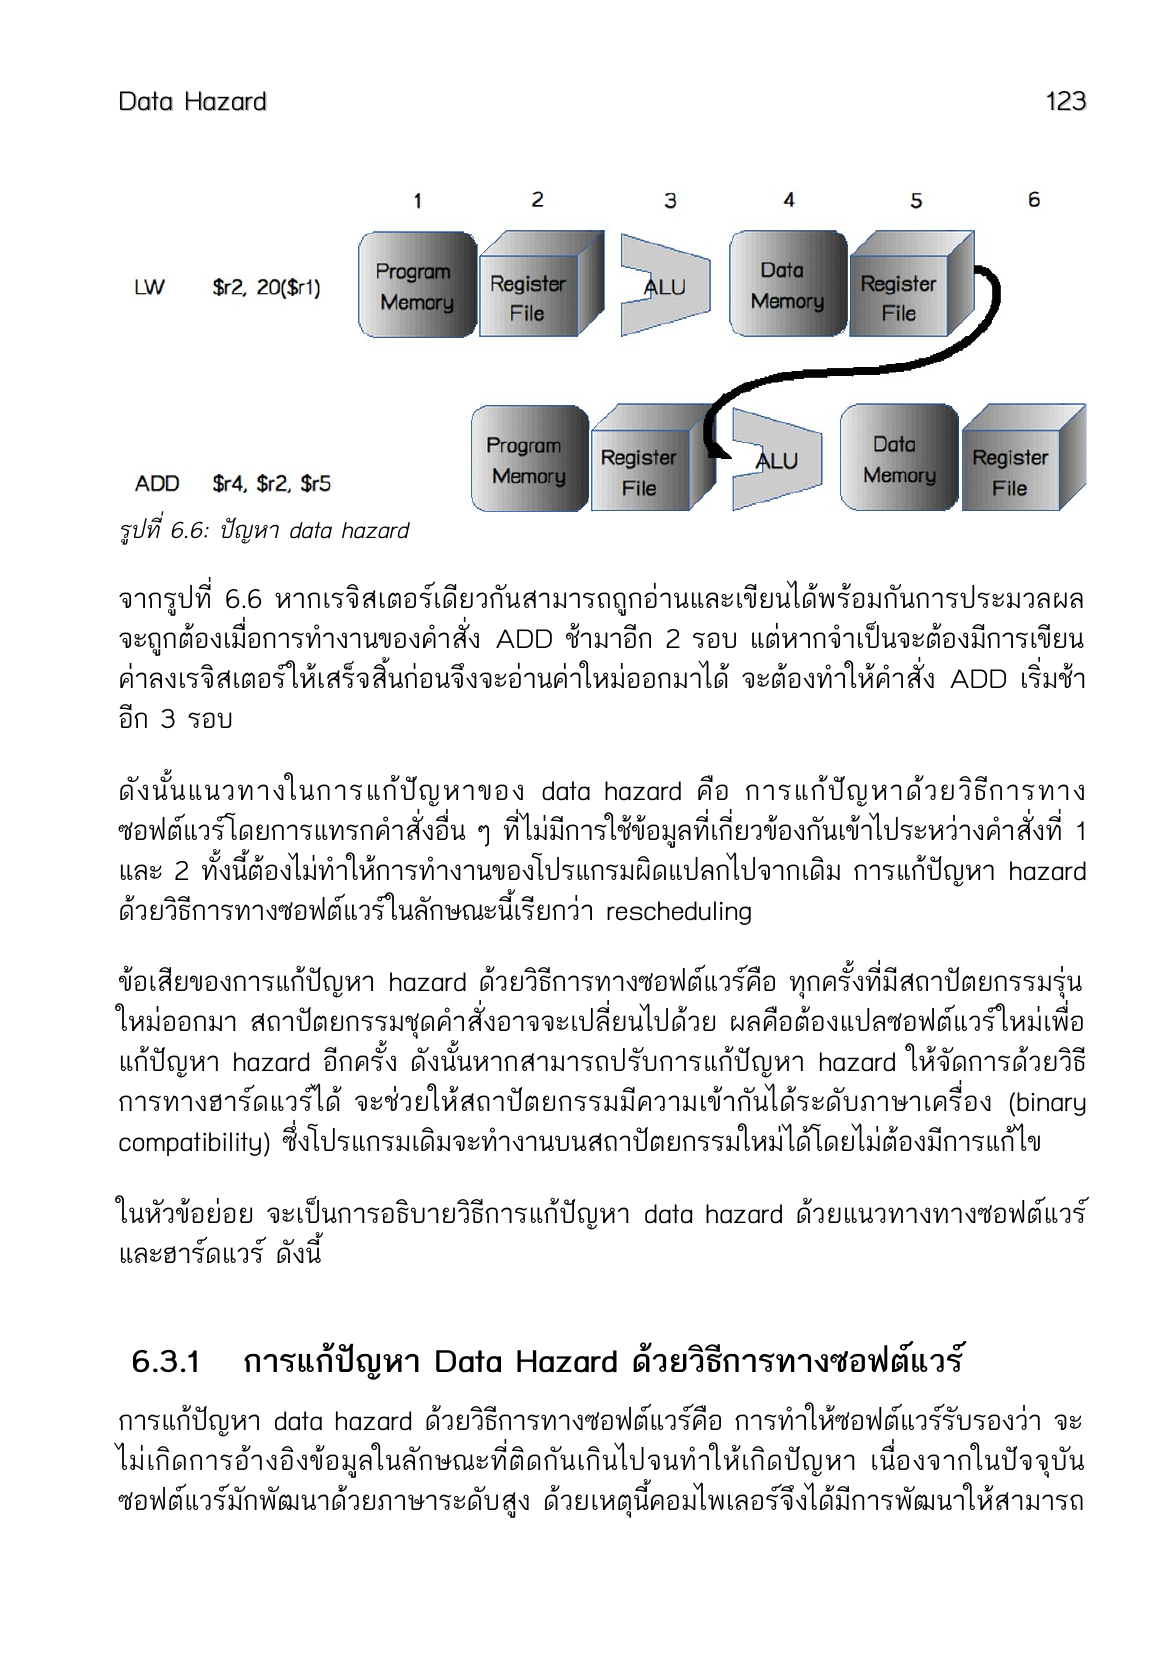 Data Hazard 123
1 2 3 4 5 6
LW $r2, 20($r1) Program Memory Register File ALU Data Memory Register File
ADD $r4, $r2, $r5 Program Memory Register File ALU Data Memory Register File
รูปที่ 6.6: ปัญหา data hazard
จากรูปที่ 6.6 หากเรจิสเตอร์เดียวกันสามารถถูกอ่านและเขียนได้พร้อมกันการประมวลผล
จะถูกต้องเมื่อการทำงานของคำสั่ง ADD ช้ามาอีก 2 รอบ แต่หากจำเป็นจะต้องมีการเขียน
ค่าลงเรจิสเตอร์ให้เสร็จสิ้นก่อนจึงจะอ่านค่าใหม่ออกมาได้ จะต้องทำให้คำสั่ง ADD เริ่มช้า
อีก 3 รอบ
ดังนั้นแนวทางในการแก้ปัญหาของ data hazard คือ การแก้ปัญหาด้วยวิธีการทาง
ซอฟต์แวร์โดยการแทรกคำสั่งอื่น ๆ ที่ไม่มีการใช้ข้อมูลที่เกี่ยวข้องกันเข้าไประหว่างคำสั่งที่ 1
และ 2 ทั้งนี้ต้องไม่ทำให้การทำงานของโปรแกรมผิดแปลกไปจากเดิม การแก้ปัญหา hazard
ด้วยวิธีการทางซอฟต์แวร์ในลักษณะนี้เรียกว่า rescheduling
ข้อเสียของการแก้ปัญหา hazard ด้วยวิธีการทางซอฟต์แวร์คือ ทุกครั้งที่มีสถาปัตยกรรมรุ่น
ใหม่ออกมา สถาปัตยกรรมชุดคำสั่งอาจจะเปลี่ยนไปด้วย ผลคือต้องแปลซอฟต์แวร์ใหม่เพื่อ
แก้ปัญหา hazard อีกครั้ง ดังนั้นหากสามารถปรับการแก้ปัญหา hazard ให้จัดการด้วยวิธี
การทางฮาร์ดแวร์ได้ จะช่วยให้สถาปัตยกรรมมีความเข้ากันได้ระดับภาษาเครื่อง (binary
compatibility) ซึ่งโปรแกรมเดิมจะทำงานบนสถาปัตยกรรมใหม่ได้โดยไม่ต้องมีการแก้ไข
ในหัวข้อย่อย จะเป็นการอธิบายวิธีการแก้ปัญหา data hazard ด้วยแนวทางทางซอฟต์แวร์
และฮาร์ดแวร์ ดังนี้
6.3.1 การแก้ปัญหา Data Hazard ด้วยวิธีการทางซอฟต์แวร์
การแก้ปัญหา data hazard ด้วยวิธีการทางซอฟต์แวร์คือ การทำให้ซอฟต์แวร์รับรองว่า จะ
ไม่เกิดการอ้างอิงข้อมูลในลักษณะที่ติดกันเกินไปจนทำให้เกิดปัญหา เนื่องจากในปัจจุบัน
ซอฟต์แวร์มักพัฒนาด้วยภาษาระดับสูง ด้วยเหตุนี้คอมไพเลอร์จึงได้มีการพัฒนาให้สามารถ